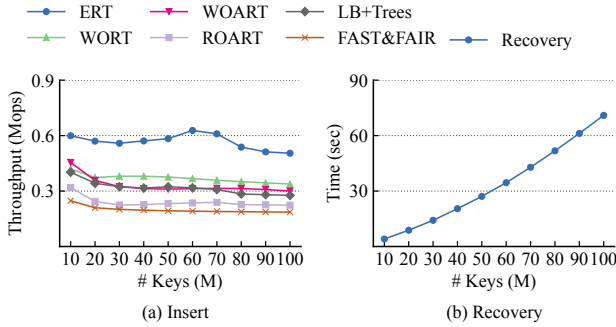 ERT WOART LB+Trees
WORT ROART FAST&FAIR Recovery
0.9
0.6
0.3
Throughput (Mops)
10 20 30 40 50 60 70 80 90 100
# Keys (M)
(a) Insert
90
60
30
Time (sec)
10 20 30 40 50 60 70 80 90 100
# Keys (M)
(b) Recovery